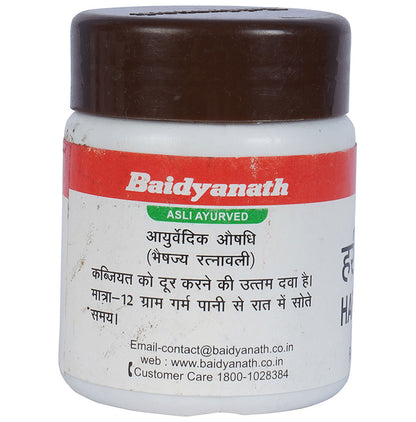 Baidyanath
ASLI AYURVED
आयुर्वेदिक औषधि
(भैषज्य रत्नावली)
कब्जियत को दूर करने की उत्तम दवा है।
मात्रा-12 ग्राम गर्म पानी से रात में सोते
समय।
Email-contact@baidyanath.co.in
web : www.baidyanath.co.in
Customer Care 1800-1028384